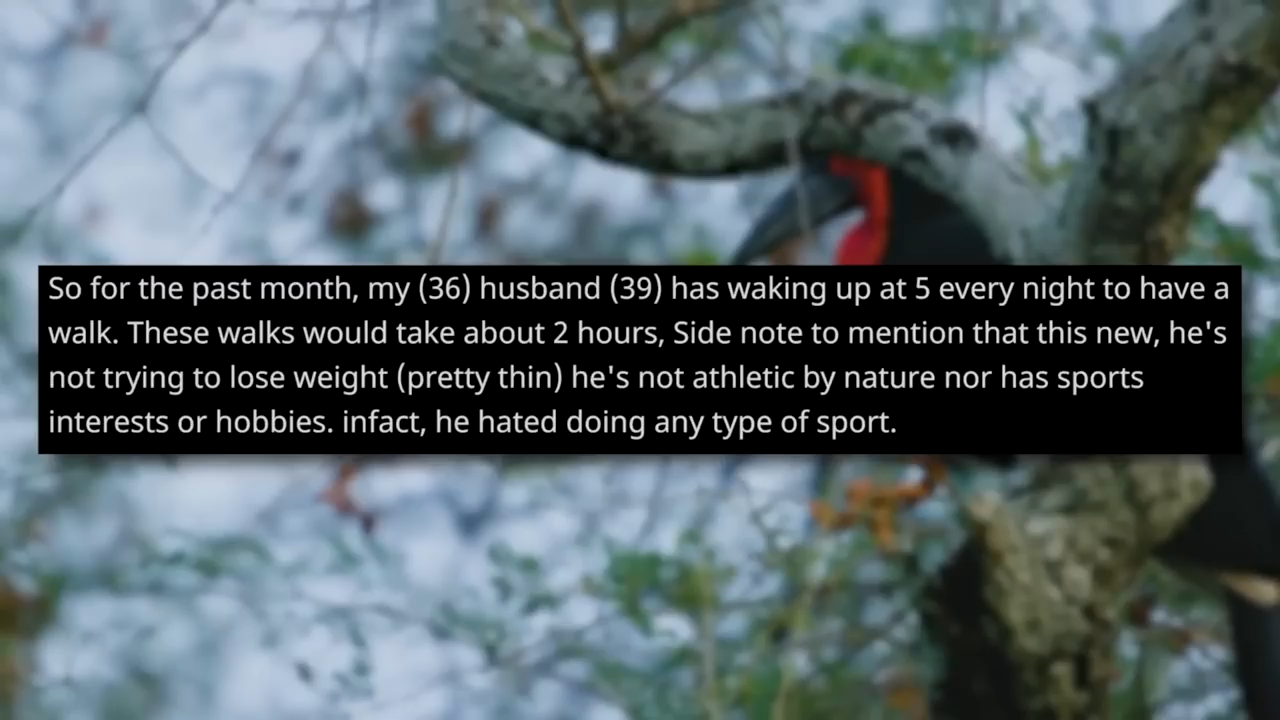 So for the past month, my (36) husband (39) has waking up at 5 every night to have a
walk. These walks would take about 2 hours, Side note to mention that this new, he's
not trying to lose weight (pretty thin) he's not athletic by nature nor has sports
interests or hobbies. infact, he hated doing any type of sport.